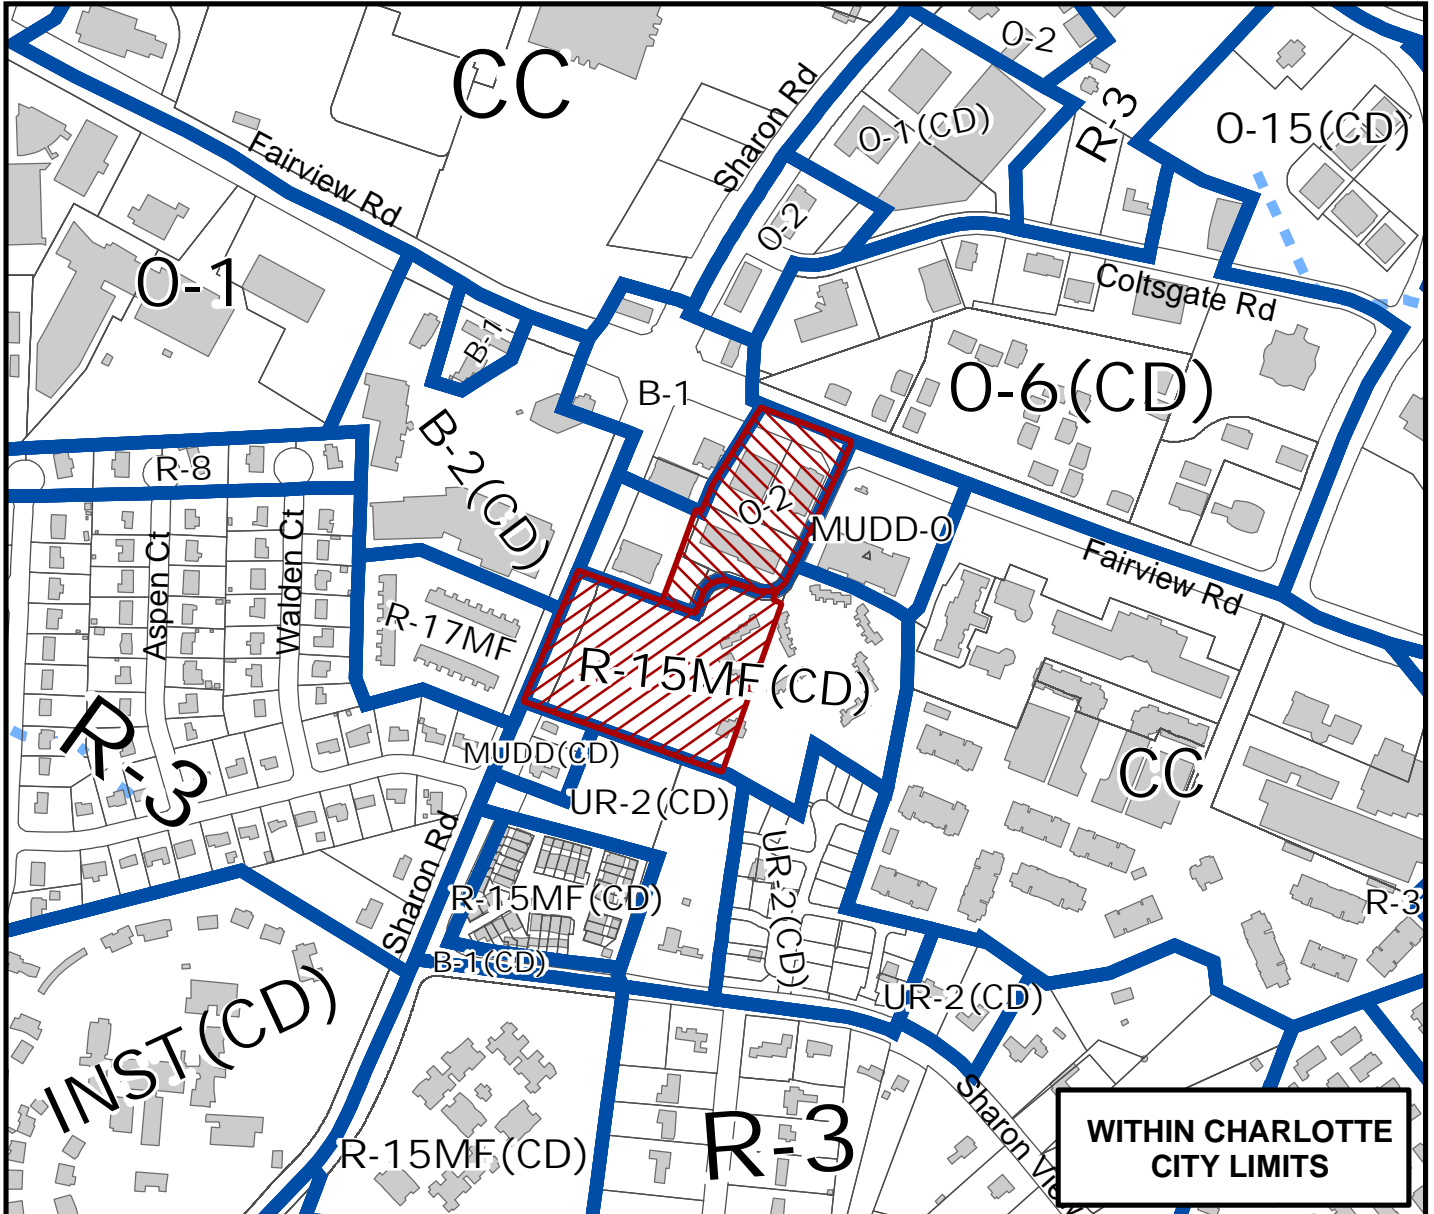 CC
O-2
Sharon Rd
O-1(CD)
R-3
O-15(CD)
Fairview Rd
O-2
O-1
Coltsgate Rd
B-1
B-1
O-6(CD)
B-2(CD)
R-8
O-2
MUDD-O
Aspen Ct
Walden Ct
Fairview Rd
R-17MF
R-15MF(CD)
R-3
MUDD(CD)
CC
UR-2(CD)
UR-2(CD)
Sharon Rd
R-15MF(CD)
R-3
B-1(CD)
UR-2(CD)
INST(CD)
Sharon View
R-15MF(CD)
R-3
WITHIN CHARLOTTE
CITY LIMITS